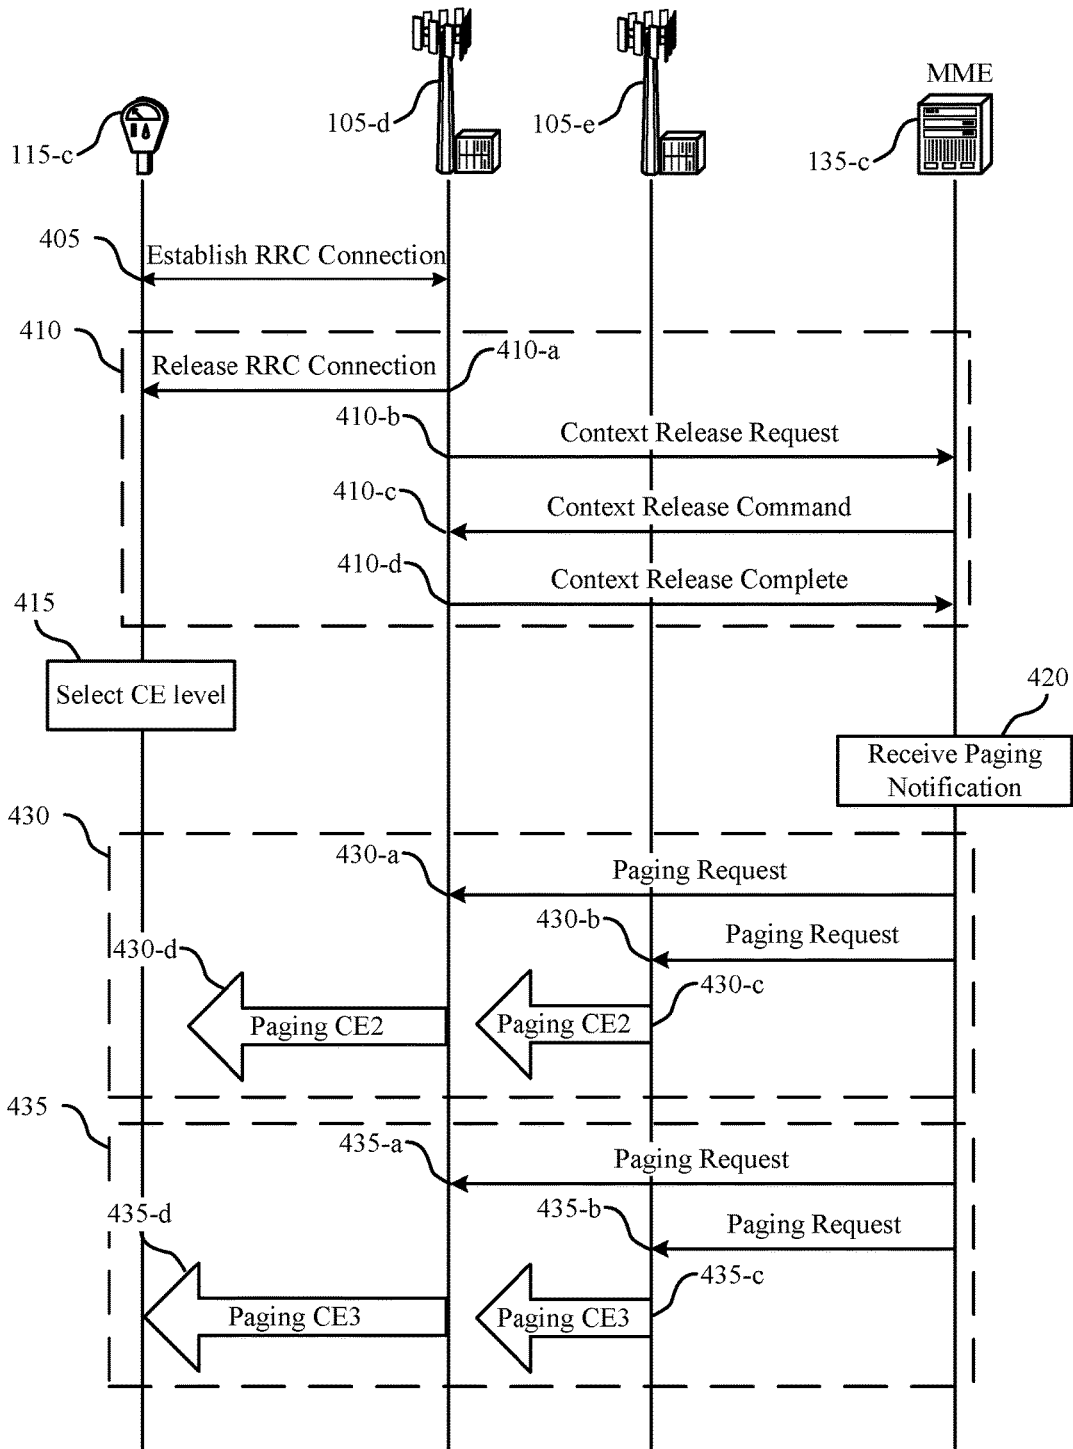 MME
105-d
105-e
115-c
135-c
405
Establish RRC Connection
410
Release RRC Connection
410-a
410-b
Context Release Request
410-c
Context Release Command
410-d
Context Release Complete
415
Select CE level
420
Receive Paging
Notification
430
430-a
Paging Request
430-b
Paging Request
430-d
430-c
Paging CE2
Paging CE2
435
435-a
Paging Request
435-d
435-b
Paging Request
435-c
Paging CE3
Paging CE3